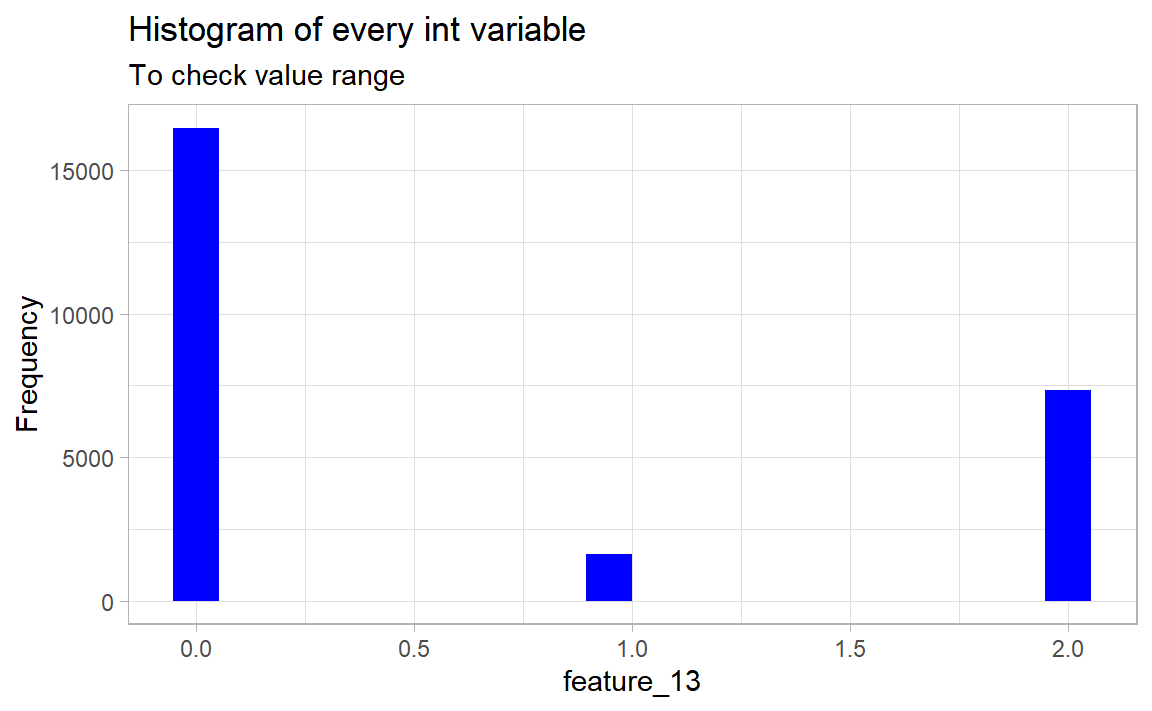 Histogram of every int variable
To check value range
Frequency
15000
10000
5000
0
0.0 0.5 1.0 1.5 2.0
feature_13